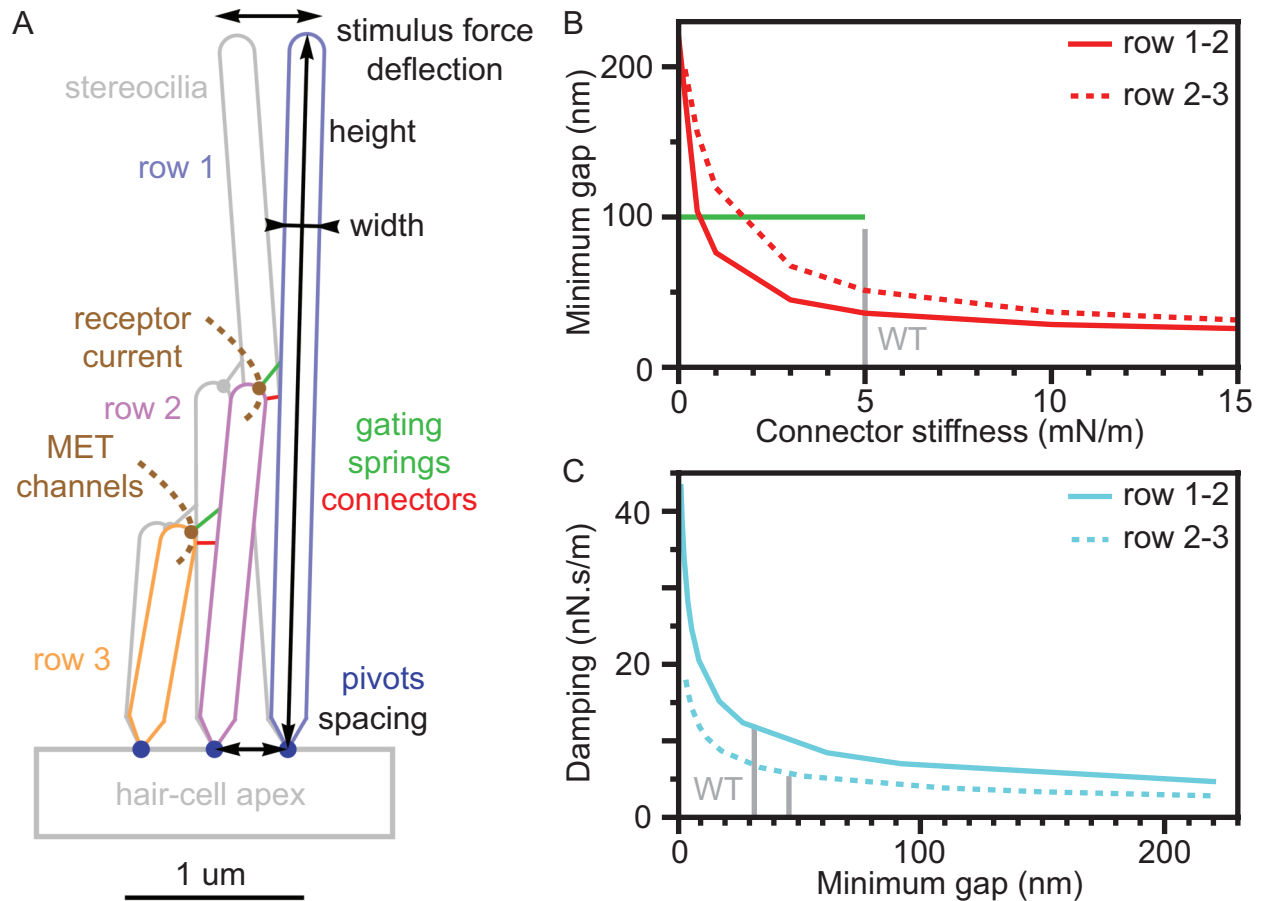 A
stimulus force
deflection
stereocilia
height
row 1
width
receptor
current
row 2
gating
springs
connectors
MET
channels
row 3
pivots
spacing
hair-cell apex
1 um
B
row 1-2
row 2-3
Minimum gap (nm)
200
100
0
WT
0 5 10 15
Connector stiffness (mN/m)
C
row 1-2
row 2-3
Damping (nN.s/m)
40
20
0
WT
0 100 200
Minimum gap (nm)